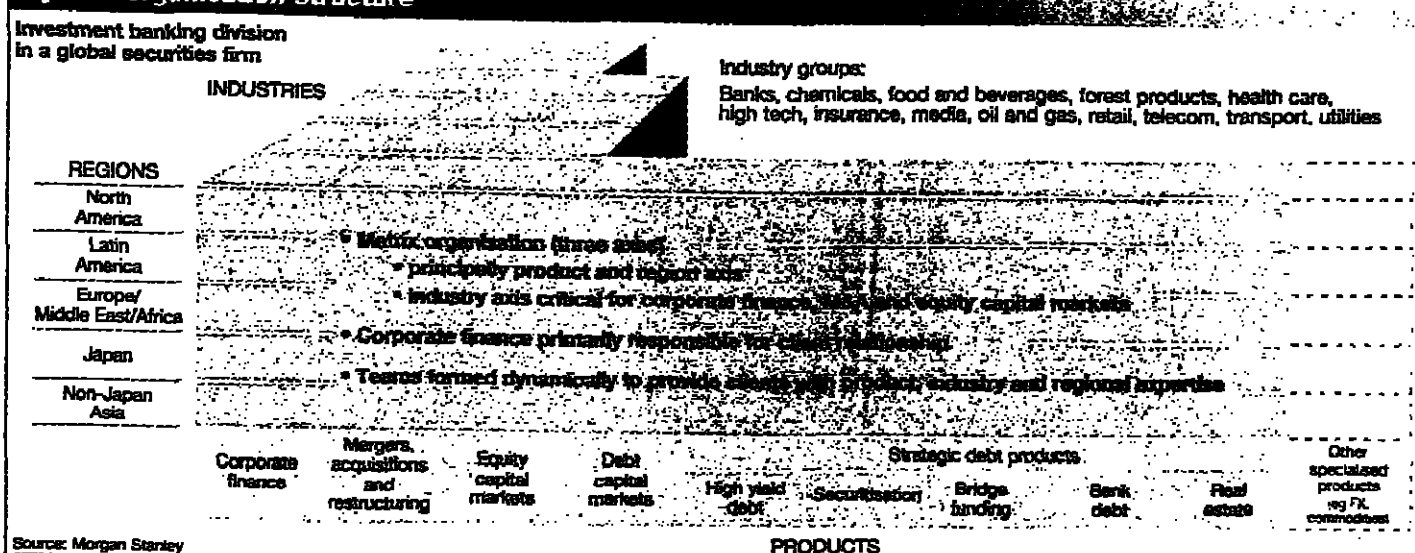 Organisation Structure
Investment banking division
in a global securities firm
INDUSTRIES
Industry groups:
Banks, chemicals, food and beverages, forest products, health care,
high tech, insurance, media, oil and gas, retail, telecom, transport, utilities
REGIONS
North
America
Latin
America
Europe/
Middle East/Africa
Japan
Non-Japan
Asia
• Matrix organisation (three axes)
• principally product and region axis
• industry axis critical for corporate finance, M&A and equity capital markets
• Corporate finance primarily responsible for client relationship
• Teams formed dynamically to provide clients with product, industry and regional expertise
Corporate
finance
Mergers,
acquisitions
and
restructuring
Equity
capital
markets
Debt
capital
markets
Strategic debt products
High yield
debt
Securitisation
Bridge
funding
Bank
debt
Real
estate
Other
specialised
products
eg FX,
commodities
PRODUCTS
Source: Morgan Stanley